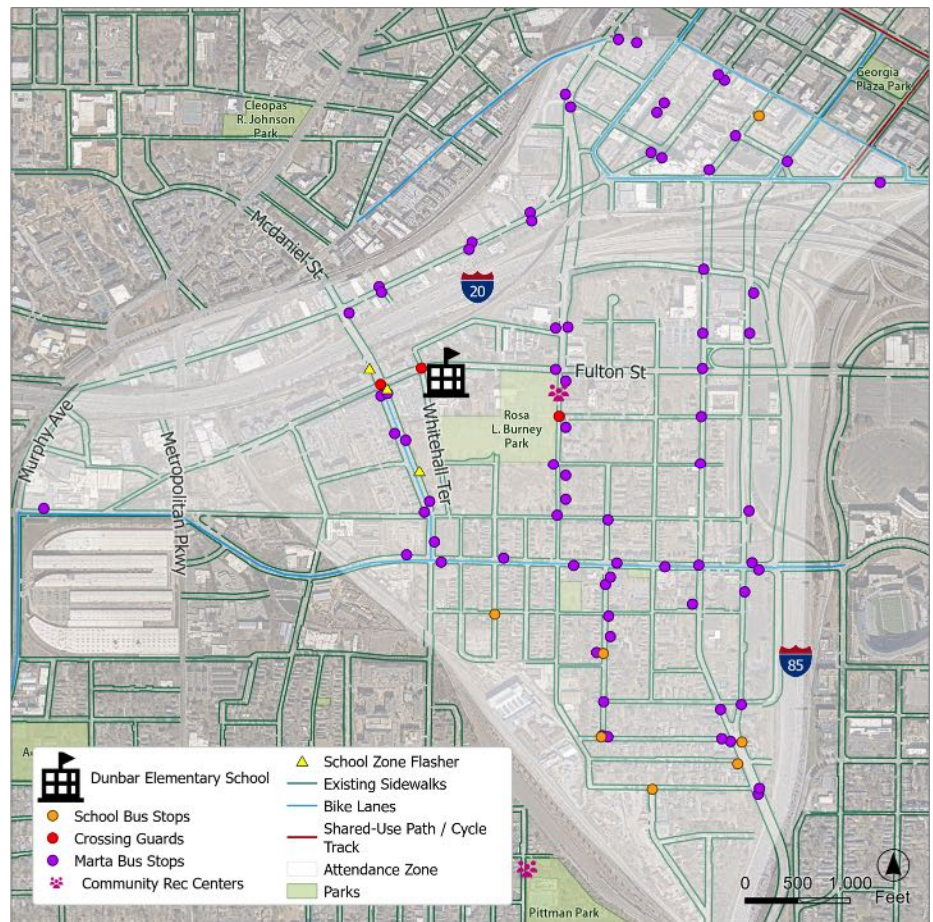 Georgia
Plaza Park
Cleopas
R. Johnson
Park
Mcdaniel St
20
Fulton St
Rosa
L. Burney
Park
Whitehall Ter
Murphy Ave
Metropolitan Pkwy
85
Dunbar Elementary School
School Bus Stops
Crossing Guards
Marta Bus Stops
Community Rec Centers
School Zone Flasher
Existing Sidewalks
Bike Lanes
Shared-Use Path / Cycle
Track
Attendance Zone
Parks
0 500 1,000
Feet
Pittman Park